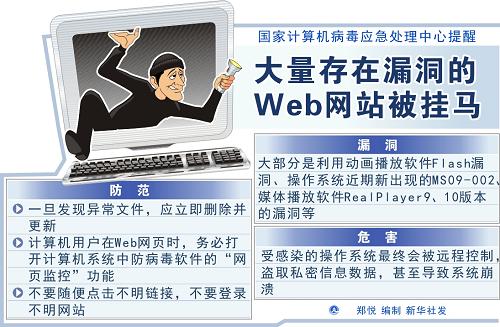 国家计算机病毒应急处理中心提醒
大量存在漏洞的
Web网站被挂马
漏 洞
大部分是利用动画播放软件Flash漏
洞、操作系统近期新出现的MS09-002、
媒体播放软件RealPlayer9、10版本
的漏洞等
危 害
受感染的操作系统最终会被远程控制,
盗取私密信息数据，甚至导致系统崩
溃
防 范
一旦发现异常文件，应立即删除并
更新
计算机用户在Web网页时，务必打
开计算机系统中防病毒软件的“网
页监控”功能
不要随便点击不明链接，不要登录
不明网站
郑悦 编制 新华社发